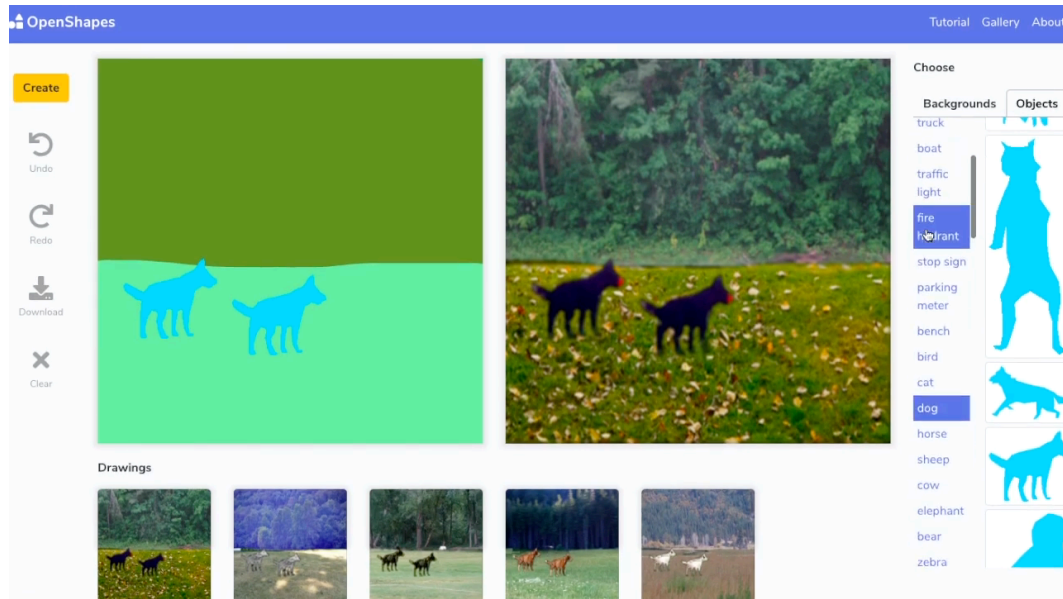 OpenShapes
Tutorial Gallery About
Create
Undo
Redo
Download
Clear
Choose
Backgrounds Objects
truck
boat
traffic
light
fire
hydrant
stop sign
parking
meter
bench
bird
cat
dog
horse
sheep
cow
elephant
bear
zebra
Drawings